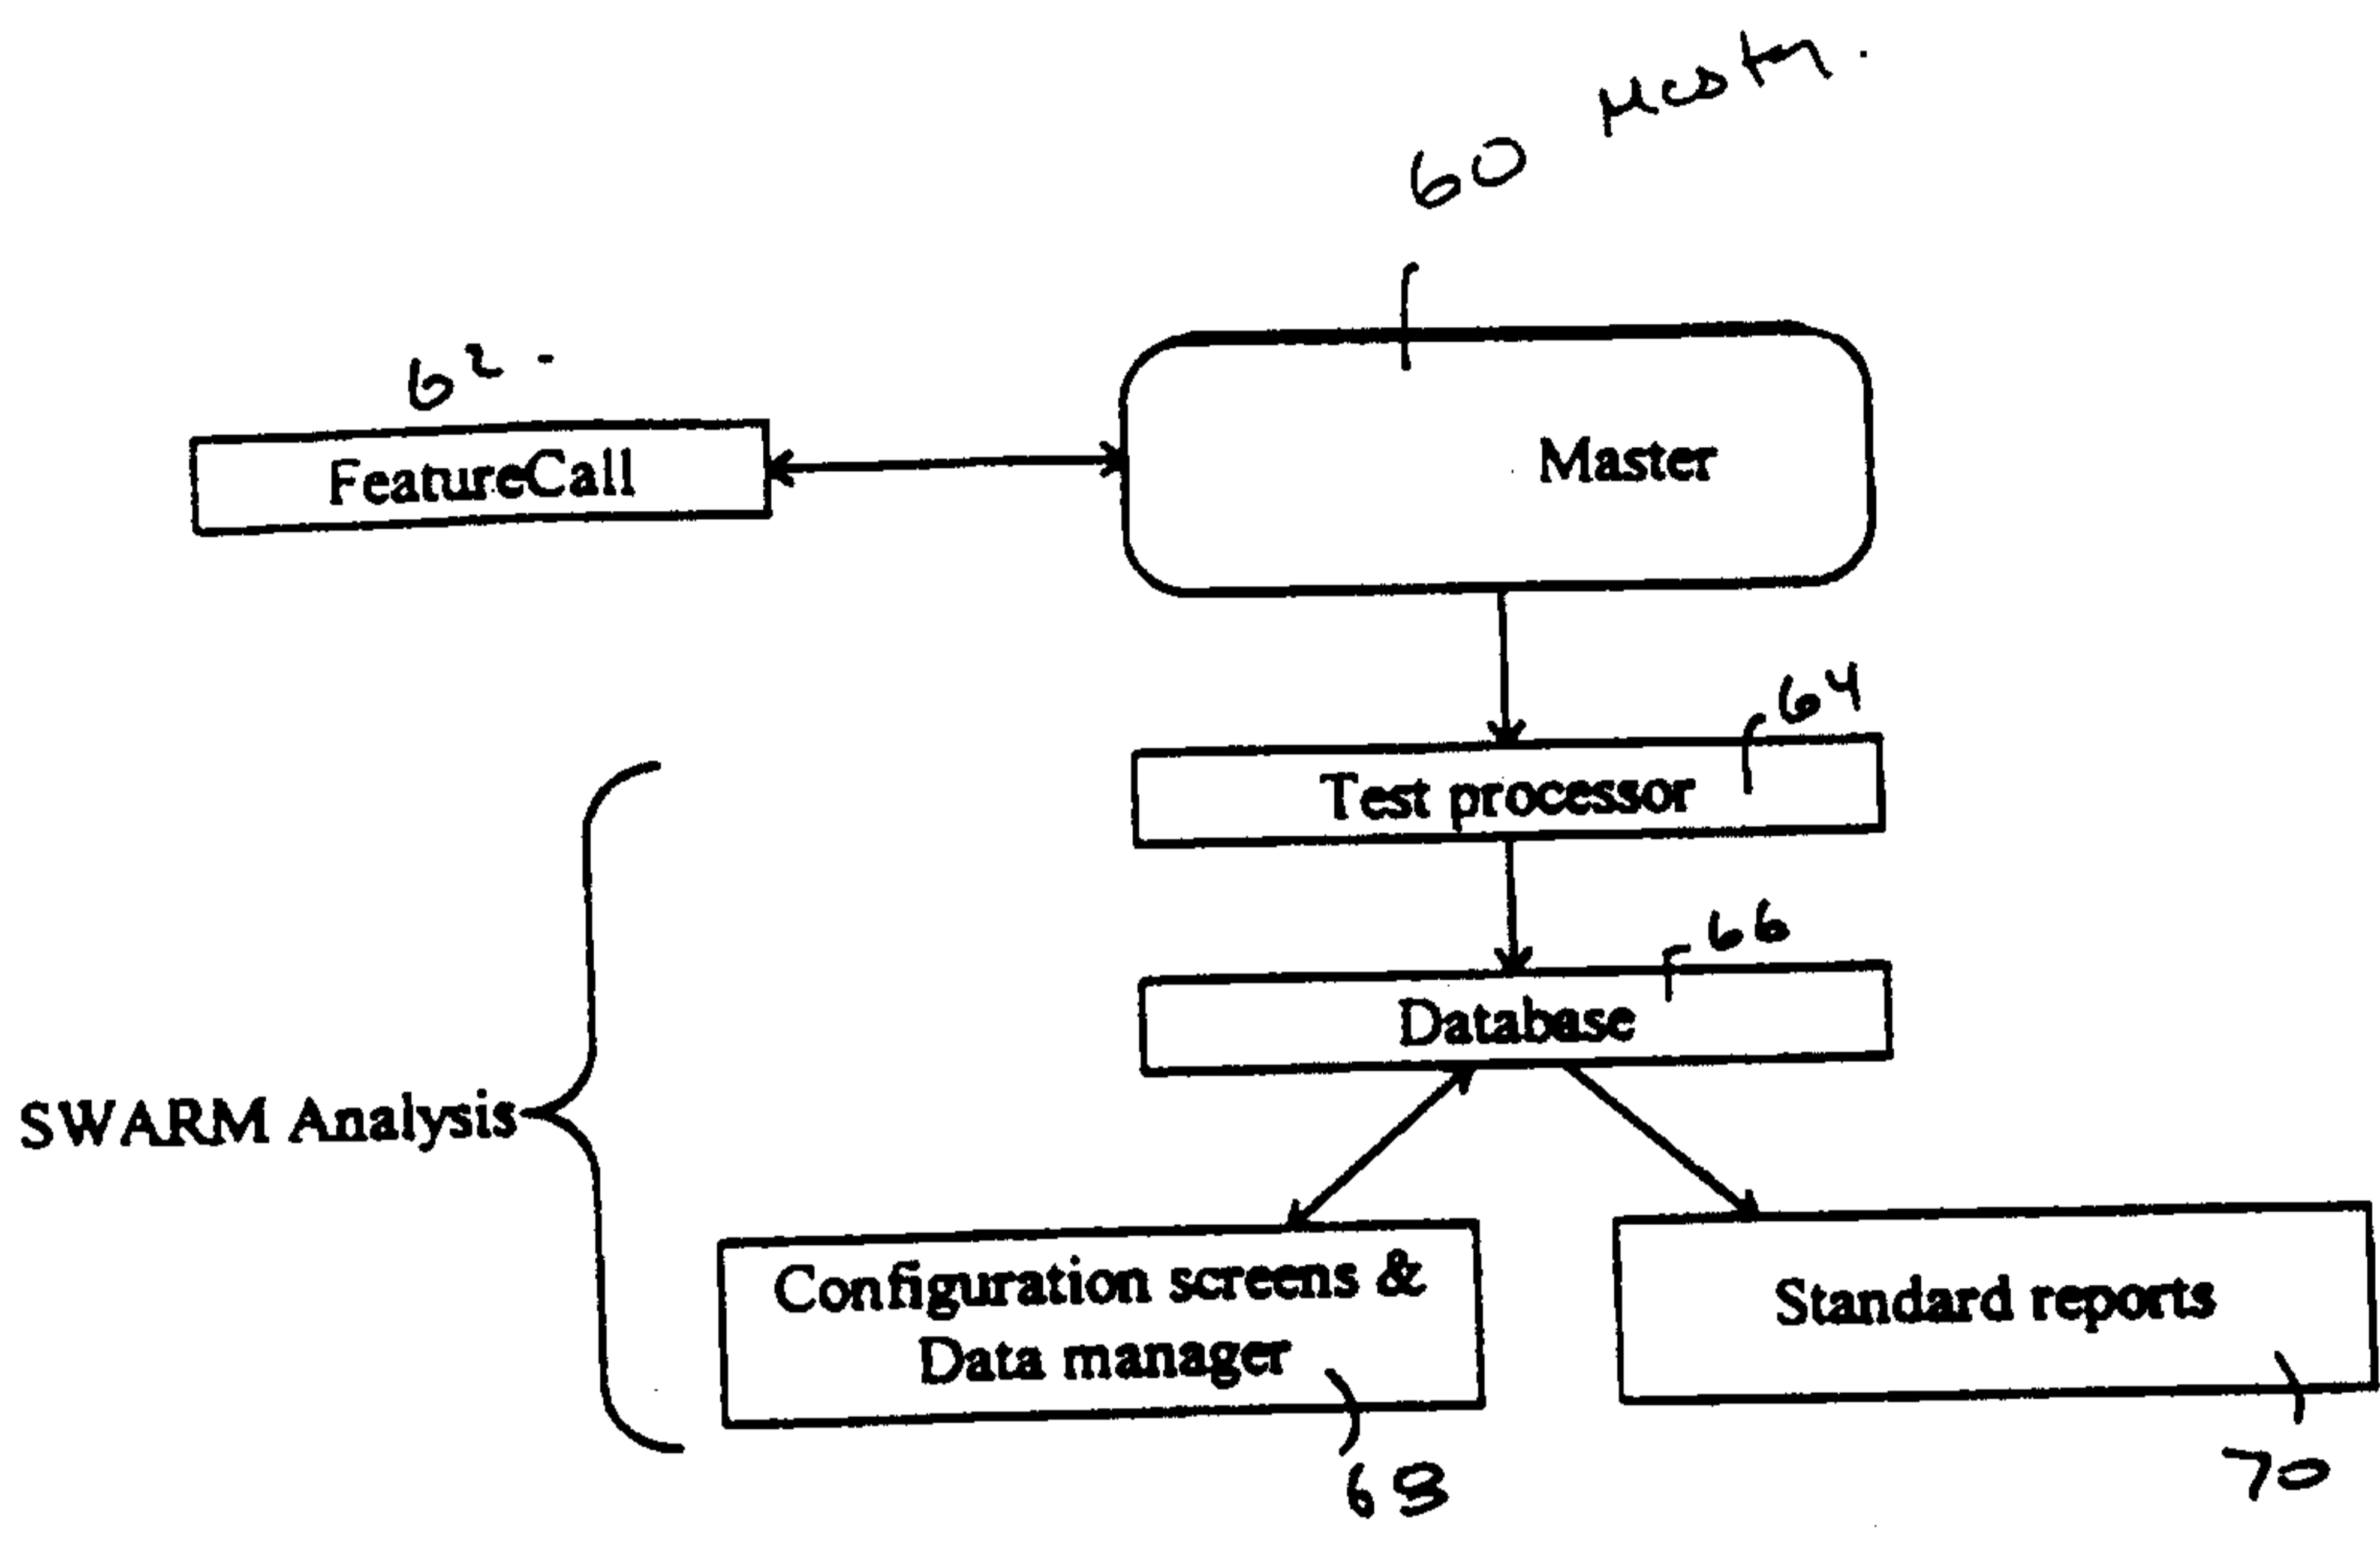 60
62
FeatureCall
Master
64
Test processor
66
Database
SWARM Analysis
Configuration screens &
Data manager
Standard reports
68
70